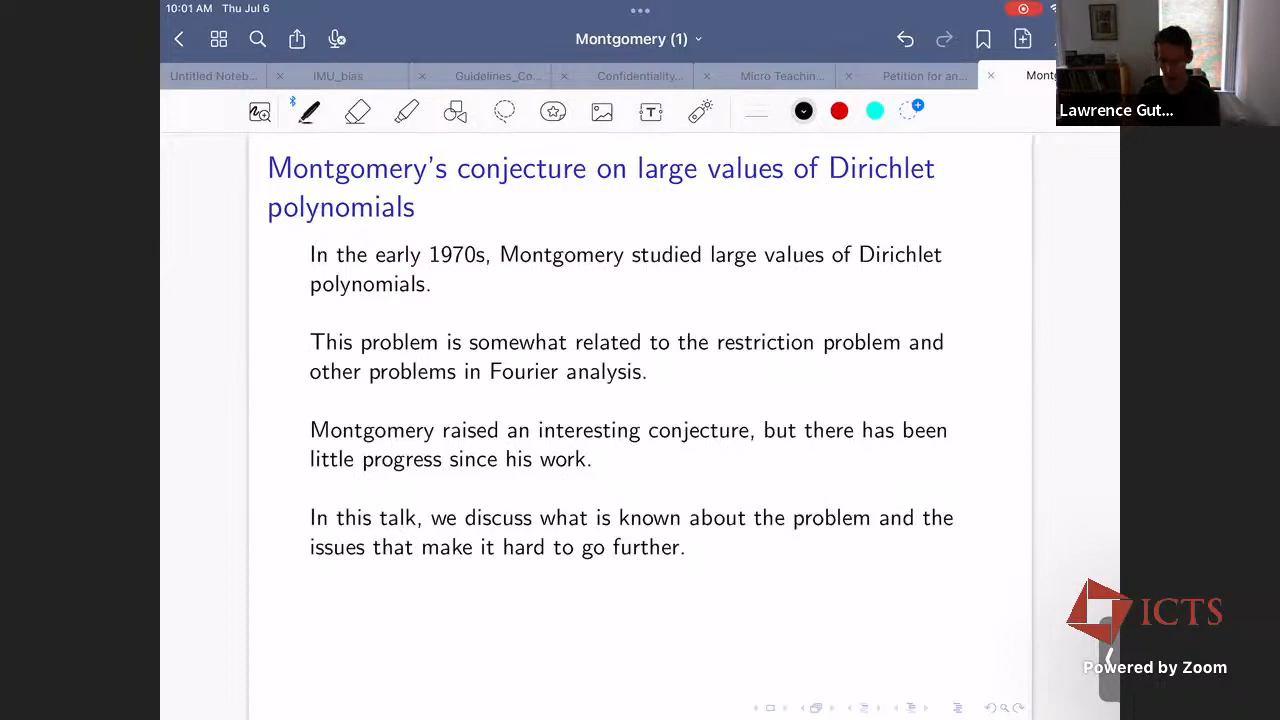 10:01 AM Thu Jul 6
Montgomery (1)
Untitled Noteb...
IMU_bias
Guidelines_Co...
Confidentiality...
Micro Teachin...
Petition for an...
Lawrence Gut...
Montgomery's conjecture on large values of Dirichlet
polynomials
In the early 1970s, Montgomery studied large values of Dirichlet
polynomials.
This problem is somewhat related to the restriction problem and
other problems in Fourier analysis.
Montgomery raised an interesting conjecture, but there has been
little progress since his work.
In this talk, we discuss what is known about the problem and the
issues that make it hard to go further.
ICTS
Powered by Zoom